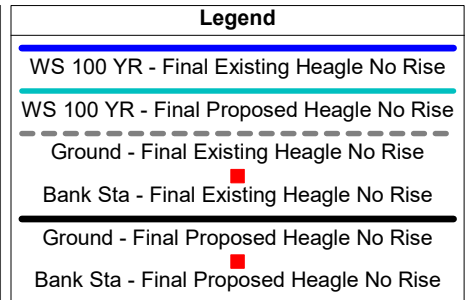 Legend
WS 100 YR - Final Existing Heagle No Rise
WS 100 YR - Final Proposed Heagle No Rise
Ground - Final Existing Heagle No Rise
Bank Sta - Final Existing Heagle No Rise
Ground - Final Proposed Heagle No Rise
Bank Sta - Final Proposed Heagle No Rise